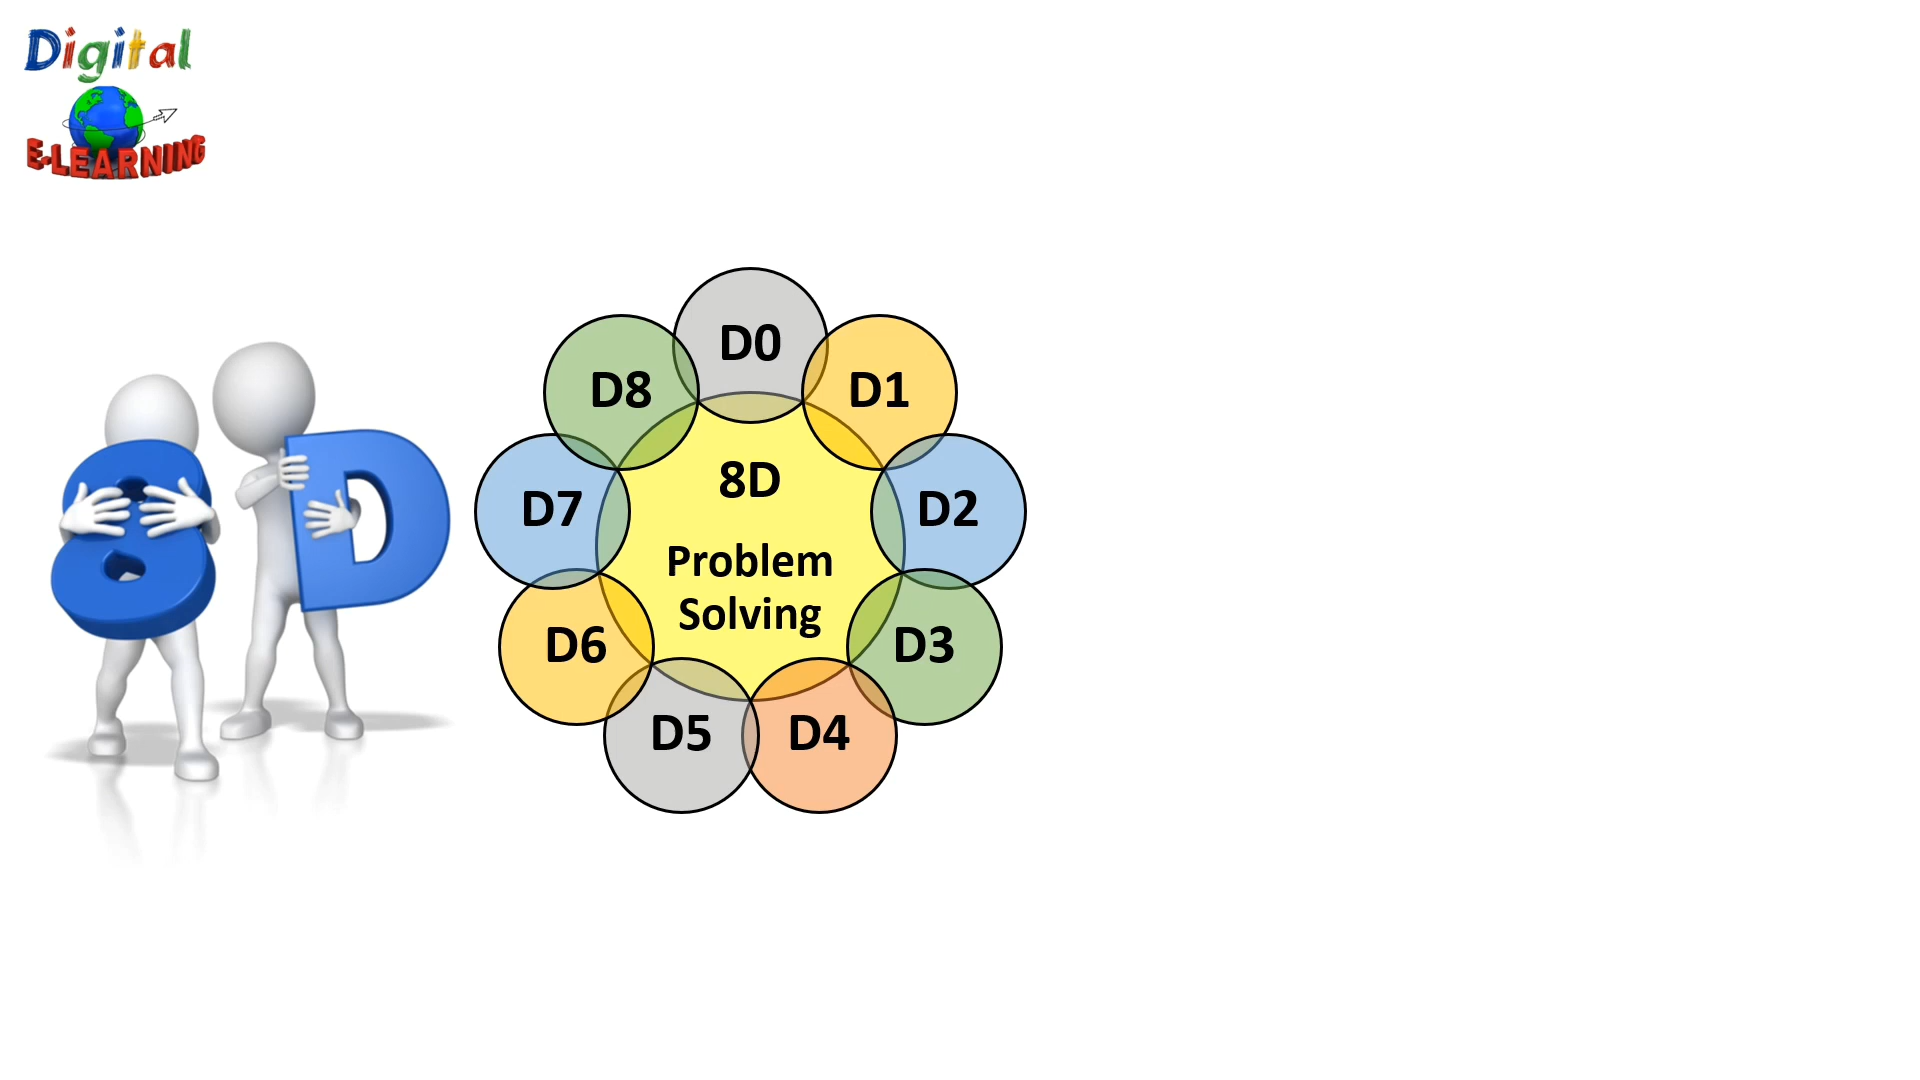 Digital
E-LEARNING
8D
D0
D1
D2
D3
D4
D5
D6
D7
D8
8D
Problem
Solving